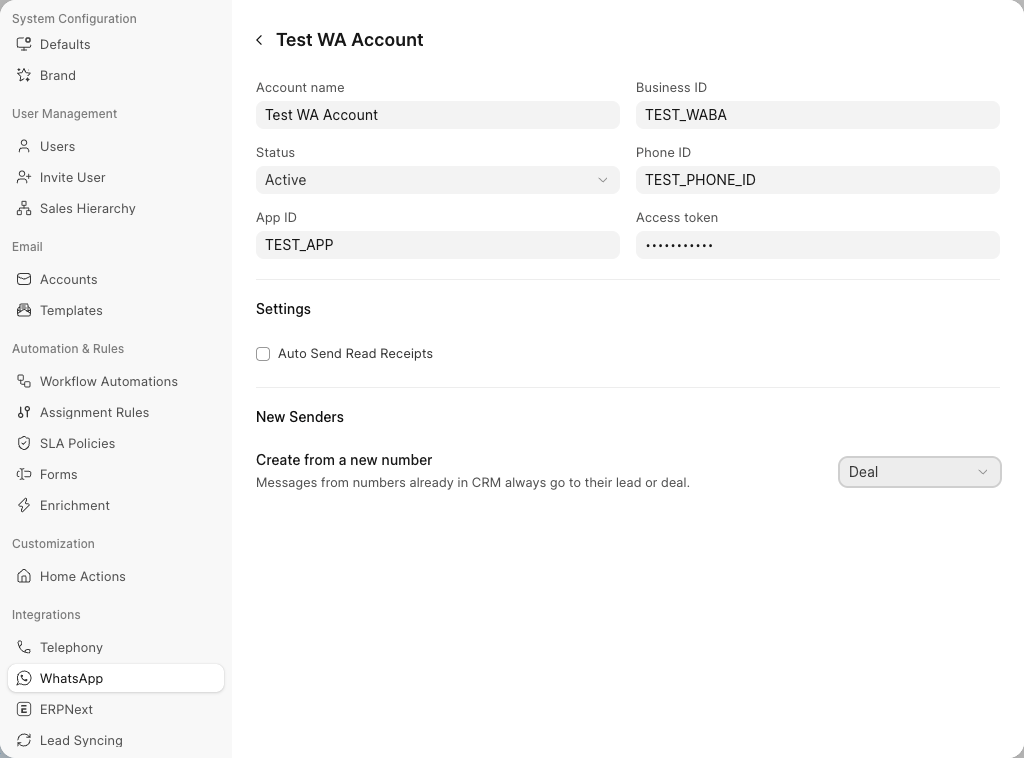 System Configuration
Defaults
Brand
User Management
Users
Invite User
Sales Hierarchy
Email
Accounts
Templates
Automation & Rules
Workflow Automations
Assignment Rules
SLA Policies
Forms
Enrichment
Customization
Home Actions
Integrations
Telephony
WhatsApp
ERPNext
Lead Syncing
Test WA Account
Account name
Test WA Account
Business ID
TEST_WABA
Status
Active
Phone ID
TEST_PHONE_ID
App ID
TEST_APP
Access token
•••••••••••
Settings
Auto Send Read Receipts
New Senders
Create from a new number
Messages from numbers already in CRM always go to their lead or deal.
Deal